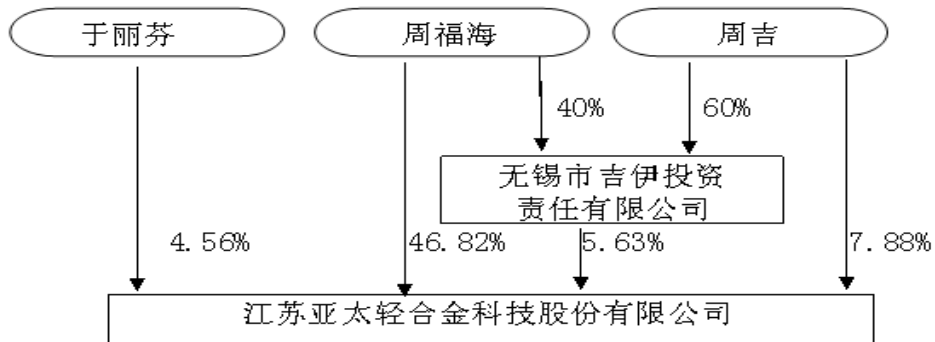 于丽芬
周福海
周吉
40%
60%
无锡市吉伊投资
责任有限公司
4.56%
46.82%
5.63%
7.88%
江苏亚太轻合金科技股份有限公司